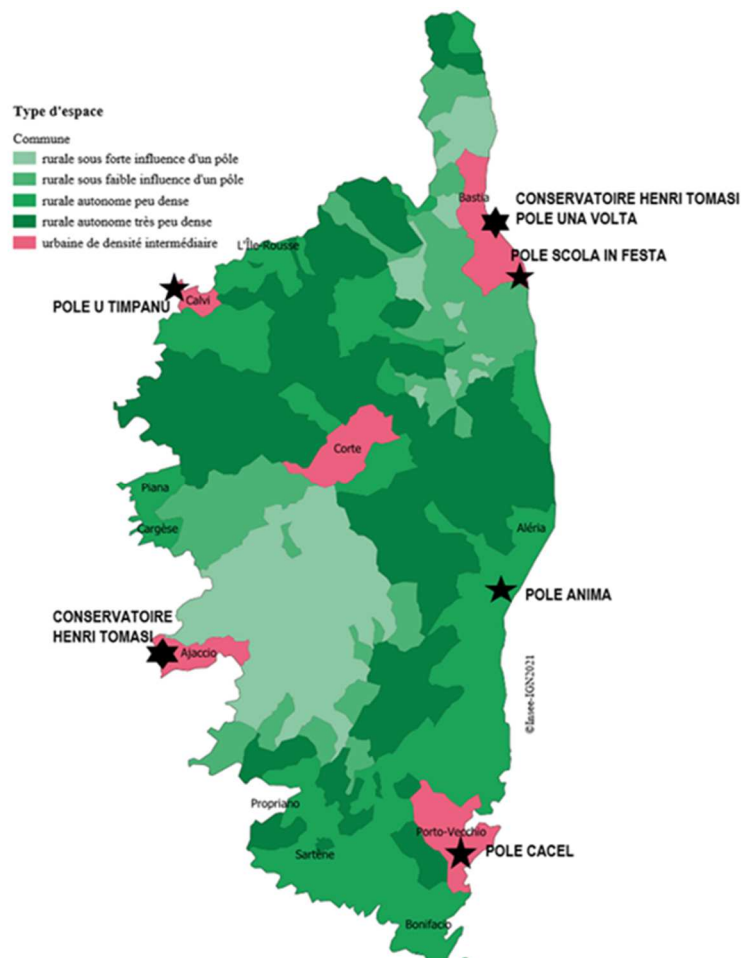 Type d'espace
Commune
rurale sous forte influence d'un pôle
rurale sous faible influence d'un pôle
rurale autonome peu dense
rurale autonome très peu dense
urbaine de densité intermédiaire
Bastia
CONSERVATOIRE HENRI TOMASI
POLE UNA VOLTA
POLE SCOLA IN FESTA
L'Île-Rousse
POLE U TIMPANU
Calvi
Corte
Piana
Cargèse
Aléria
POLE ANIMA
CONSERVATOIRE
HENRI TOMASI
Ajaccio
©Insee-IGN2021
Propriano
Porto-Vecchio
POLE CACEL
Sartène
Bonifacio